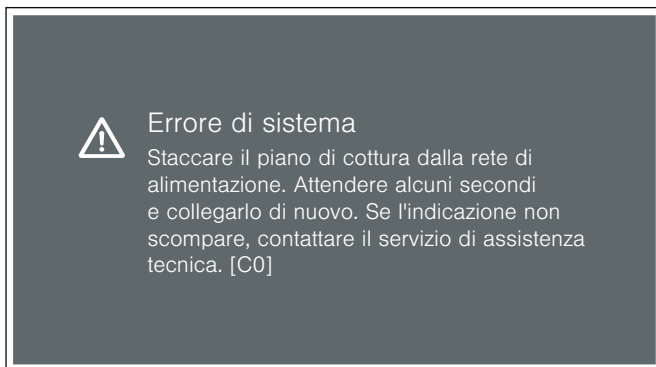 Errore di sistema
Staccare il piano di cottura dalla rete di
alimentazione. Attendere alcuni secondi
e collegarlo di nuovo. Se l'indicazione non
scompare, contattare il servizio di assistenza
tecnica. [C0]